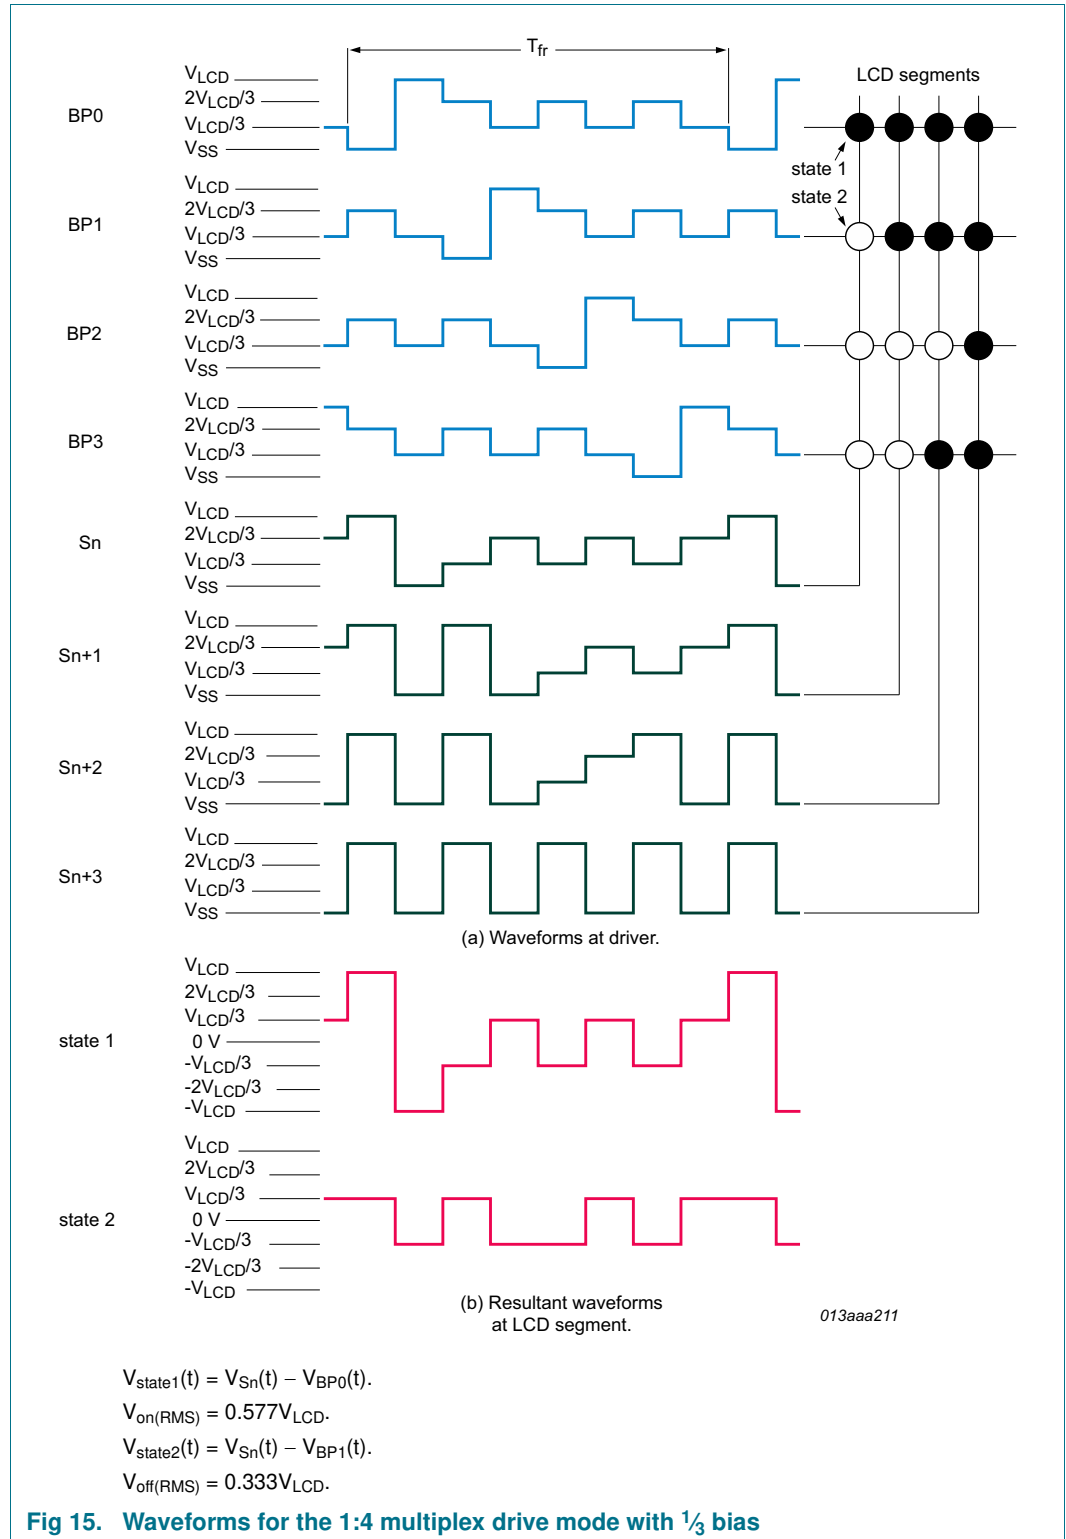 Tfr
LCD segments
BP0
VLCD
2VLCD/3
VLCD/3
VSS
state 1
state 2
BP1
VLCD
2VLCD/3
VLCD/3
VSS
BP2
VLCD
2VLCD/3
VLCD/3
VSS
BP3
VLCD
2VLCD/3
VLCD/3
VSS
Sn
VLCD
2VLCD/3
VLCD/3
VSS
Sn+1
VLCD
2VLCD/3
VLCD/3
VSS
Sn+2
VLCD
2VLCD/3
VLCD/3
VSS
Sn+3
VLCD
2VLCD/3
VLCD/3
VSS
(a) Waveforms at driver.
state 1
VLCD
2VLCD/3
VLCD/3
0 V
-VLCD/3
-2VLCD/3
-VLCD
state 2
VLCD
2VLCD/3
VLCD/3
0 V
-VLCD/3
-2VLCD/3
-VLCD
(b) Resultant waveforms
at LCD segment.
013aaa211
Vstate1(t) = VSn(t) − VBP0(t).
Von(RMS) = 0.577VLCD.
Vstate2(t) = VSn(t) − VBP1(t).
Voff(RMS) = 0.333VLCD.
Fig 15. Waveforms for the 1:4 multiplex drive mode with 1⁄3 bias